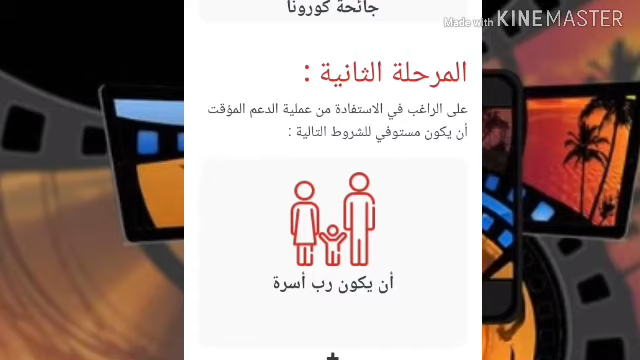 جائحة كورونا
Made with KINEMASTER
المرحلة الثانية :
على الراغب في الاستفادة من عملية الدعم المؤقت
أن يكون مستوفي للشروط التالية :
أن يكون رب أسرة
+